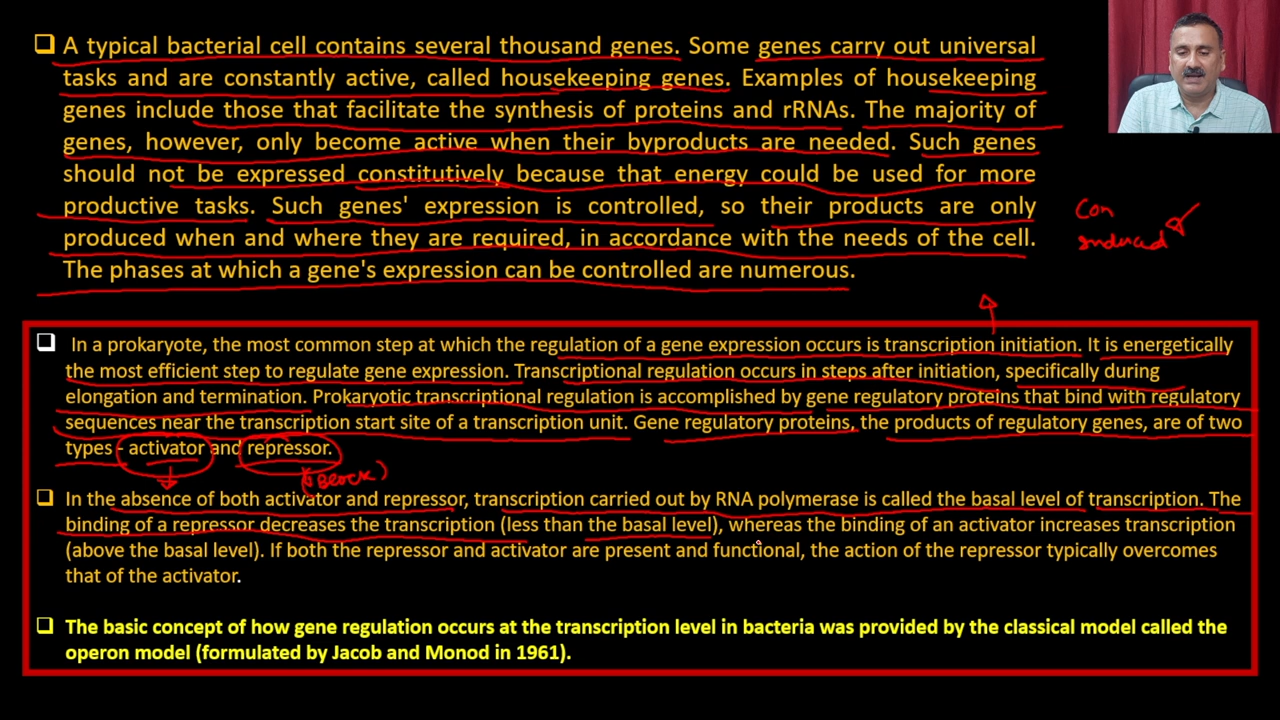 A typical bacterial cell contains several thousand genes. Some genes carry out universal
tasks and are constantly active, called housekeeping genes. Examples of housekeeping
genes include those that facilitate the synthesis of proteins and rRNAs. The majority of
genes, however, only become active when their byproducts are needed. Such genes
should not be expressed constitutively because that energy could be used for more
productive tasks. Such genes' expression is controlled, so their products are only
produced when and where they are required, in accordance with the needs of the cell.
The phases at which a gene's expression can be controlled are numerous.
Con
Induced
In a prokaryote, the most common step at which the regulation of a gene expression occurs is transcription initiation. It is energetically
the most efficient step to regulate gene expression. Transcriptional regulation occurs in steps after initiation, specifically during
elongation and termination. Prokaryotic transcriptional regulation is accomplished by gene regulatory proteins that bind with regulatory
sequences near the transcription start site of a transcription unit. Gene regulatory proteins, the products of regulatory genes, are of two
types - activator and repressor.
(Block)
In the absence of both activator and repressor, transcription carried out by RNA polymerase is called the basal level of transcription. The
binding of a repressor decreases the transcription (less than the basal level), whereas the binding of an activator increases transcription
(above the basal level). If both the repressor and activator are present and functional, the action of the repressor typically overcomes
that of the activator.
The basic concept of how gene regulation occurs at the transcription level in bacteria was provided by the classical model called the
operon model (formulated by Jacob and Monod in 1961).